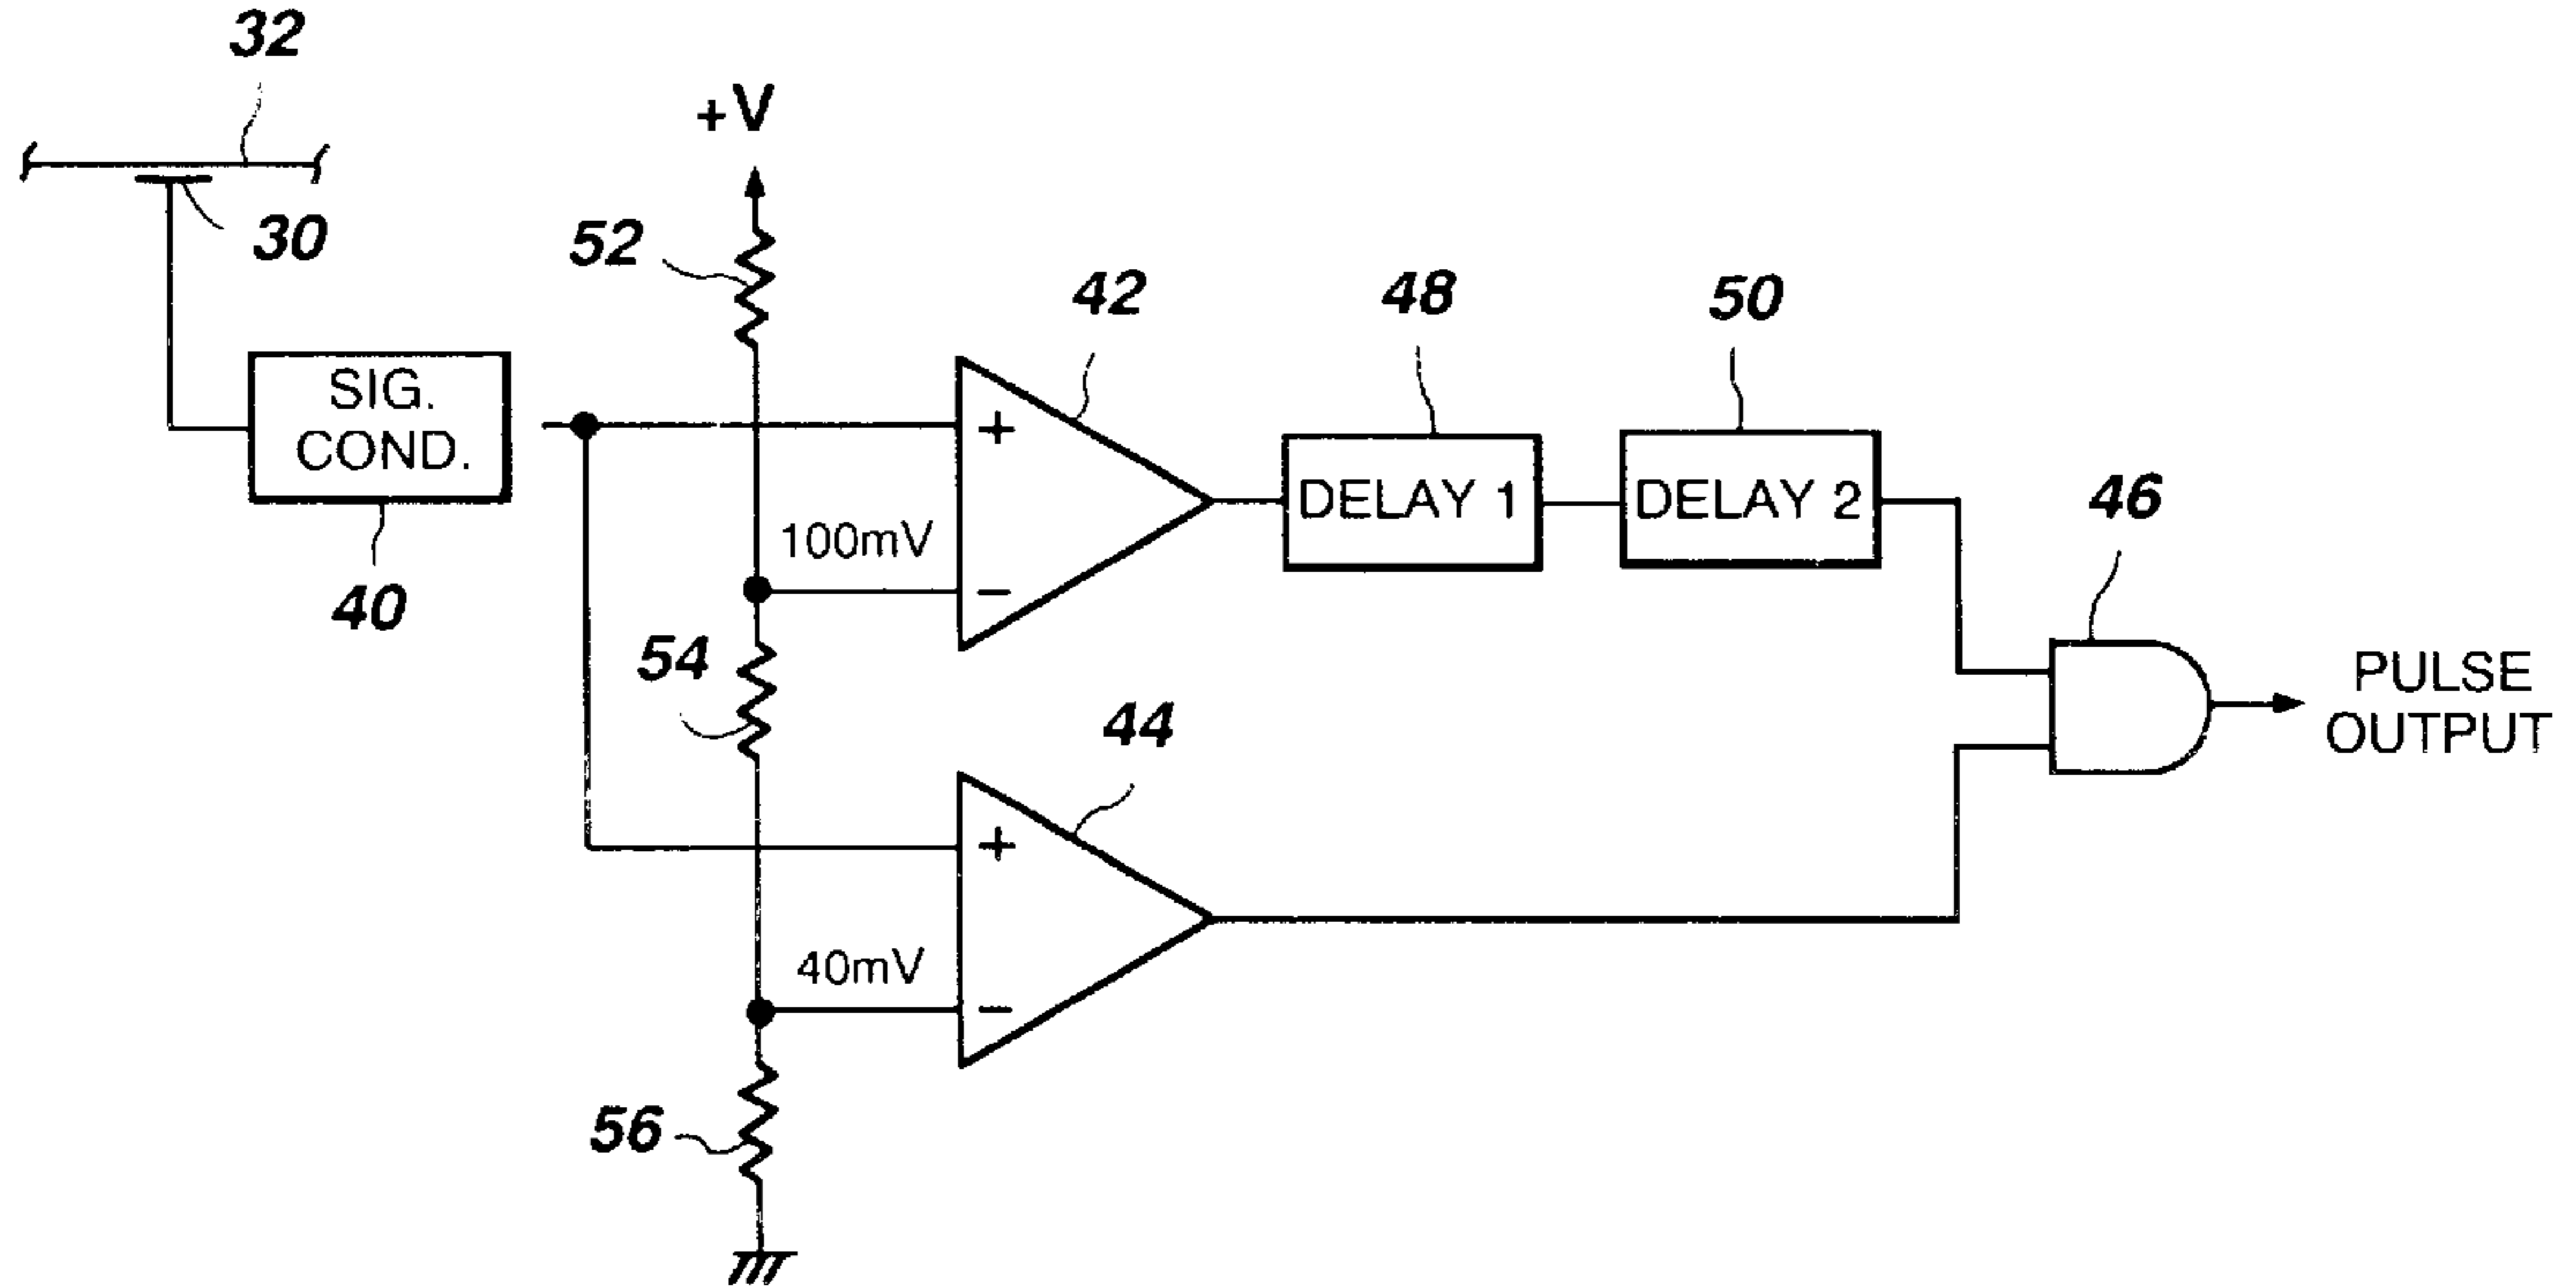 32
+V
30
52
42
48
50
SIG.
COND.
+
DELAY 1
DELAY 2
46
100mV
−
40
54
PULSE
OUTPUT
44
+
40mV
−
56